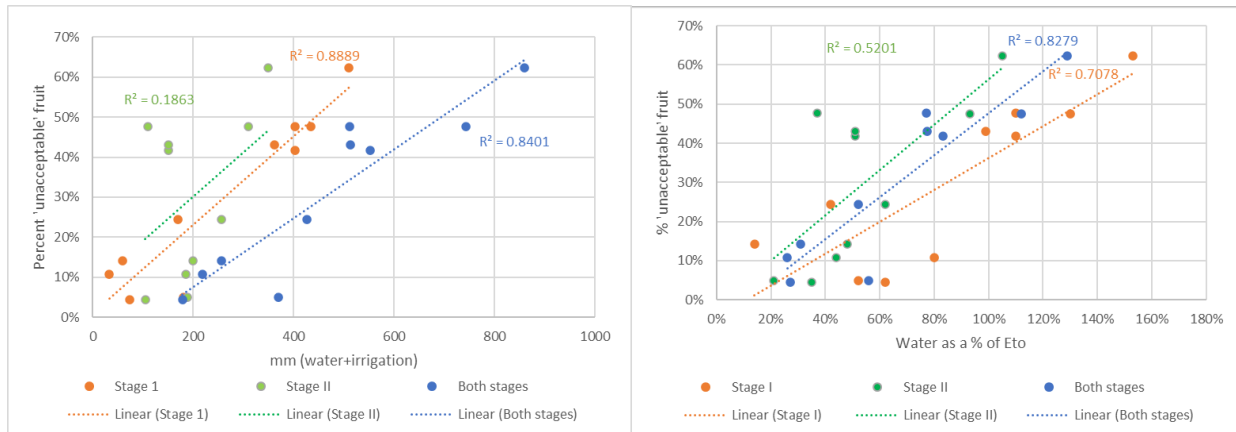 70%
60%
50%
40%
30%
20%
10%
0%
Percent 'unacceptable' fruit
R² = 0.8889
R² = 0.1863
R² = 0.8401
0 200 400 600 800 1000
mm (water+irrigation)
Stage 1 Stage II Both stages
Linear (Stage 1) Linear (Stage II) Linear (Both stages)
70%
60%
50%
40%
30%
20%
10%
0%
% 'unacceptable' fruit
R² = 0.5201
R² = 0.8279
R² = 0.7078
0% 20% 40% 60% 80% 100% 120% 140% 160% 180%
Water as a % of Eto
Stage I Stage II Both stages
Linear (Stage I) Linear (Stage II) Linear (Both stages)